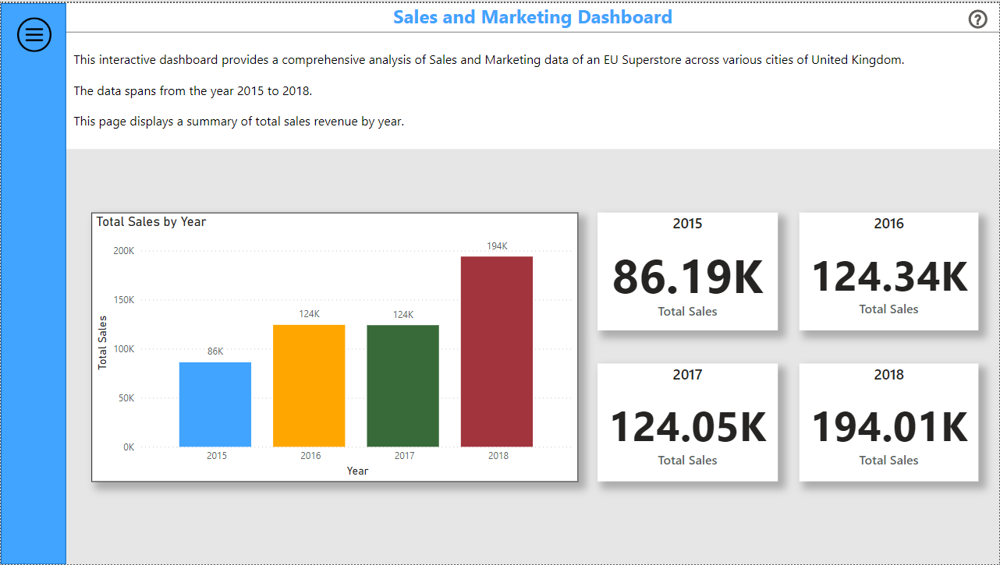 Sales and Marketing Dashboard
?
This interactive dashboard provides a comprehensive analysis of Sales and Marketing data of an EU Superstore across various cities of United Kingdom.
The data spans from the year 2015 to 2018.
This page displays a summary of total sales revenue by year.
Total Sales by Year
Total Sales
200K
150K
100K
50K
0K
86K
124K
124K
194K
2015
2016
2017
2018
Year
2015
86.19K
Total Sales
2016
124.34K
Total Sales
2017
124.05K
Total Sales
2018
194.01K
Total Sales